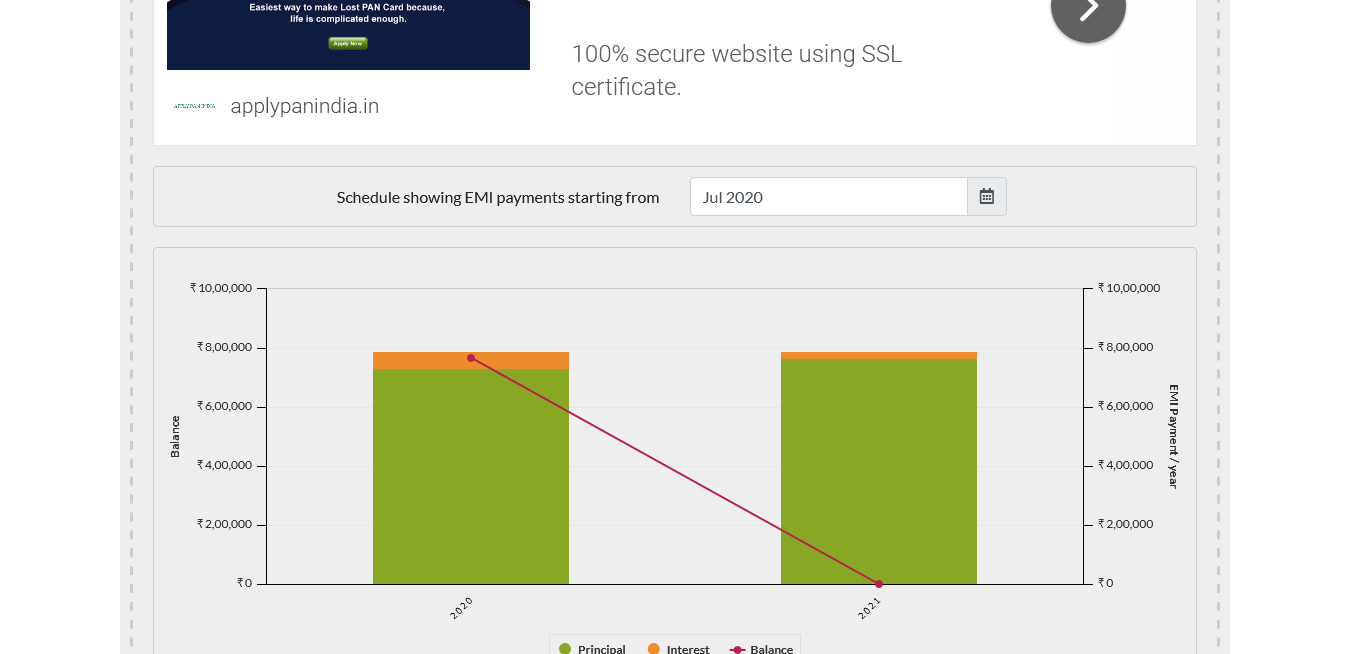 Easiest way to make Lost PAN Card because,
life is complicated enough.
Apply Now
100% secure website using SSL
certificate.
APPLYPANINDIA
applypanindia.in
Schedule showing EMI payments starting from
Jul 2020
₹10,00,000
₹8,00,000
₹6,00,000
₹4,00,000
₹2,00,000
₹0
Balance
₹10,00,000
₹8,00,000
₹6,00,000
₹4,00,000
₹2,00,000
₹0
EMI Payment / year
2020
2021
Principal
Interest
Balance